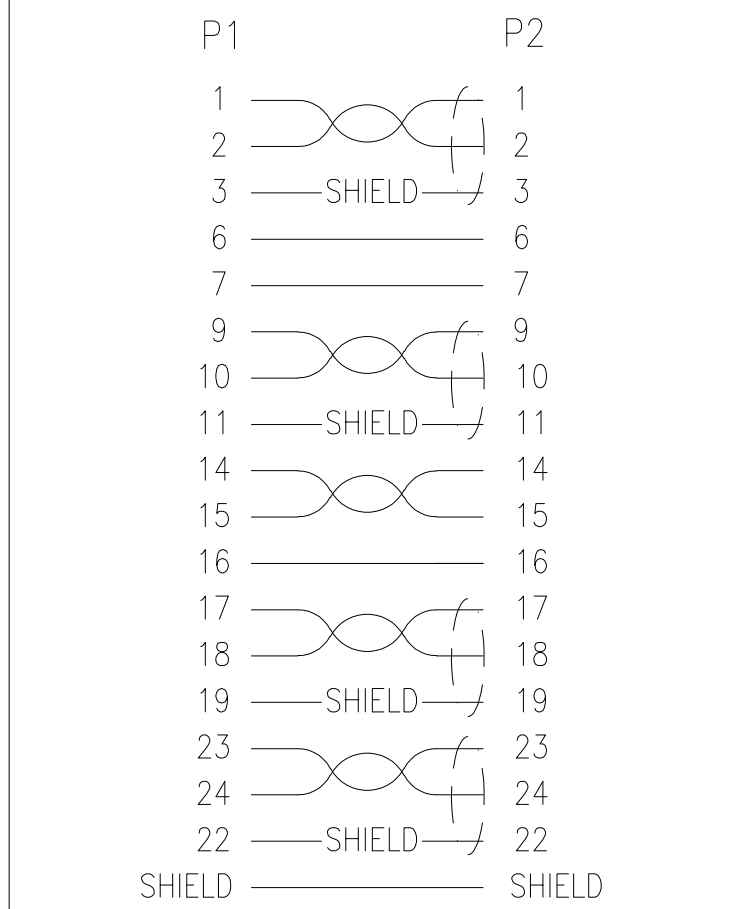 P1 P2
1 1
2 2
3 SHIELD 3
6 6
7 7
9 9
10 10
11 SHIELD 11
14 14
15 15
16 16
17 17
18 18
19 SHIELD 19
23 23
24 24
22 SHIELD 22
SHIELD SHIELD